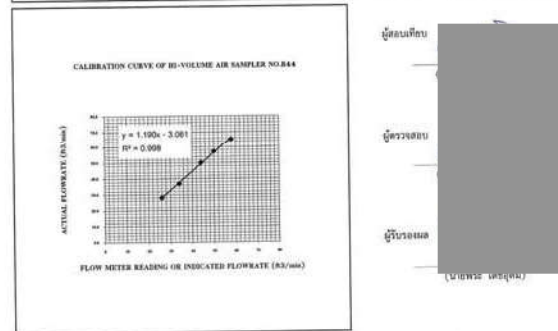 CALIBRATION CURVE OF HI-VOLUME AIR SAMPLER NO.B44
y = 1.190x - 3.061
R² = 0.998
ACTUAL FLOWRATE (ft3/min)
FLOW METER READING OR INDICATED FLOWRATE (ft3/min)
ผู้สอบเทียบ
ผู้ตรวจสอบ
ผู้รับรองผล